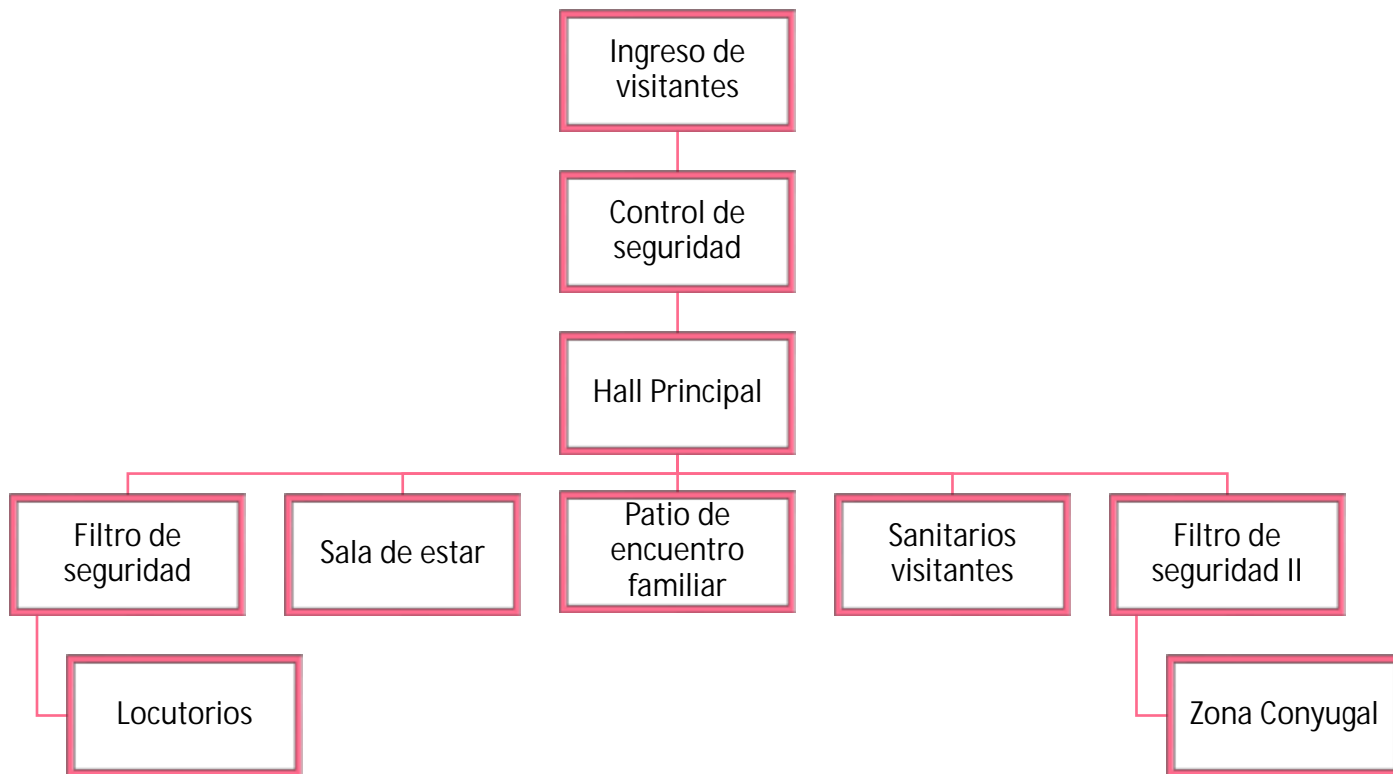 Ingreso de
visitantes
Control de
seguridad
Hall Principal
Filtro de
seguridad
Sala de estar
Patio de
encuentro
familiar
Sanitarios
visitantes
Filtro de
seguridad II
Locutorios
Zona Conyugal